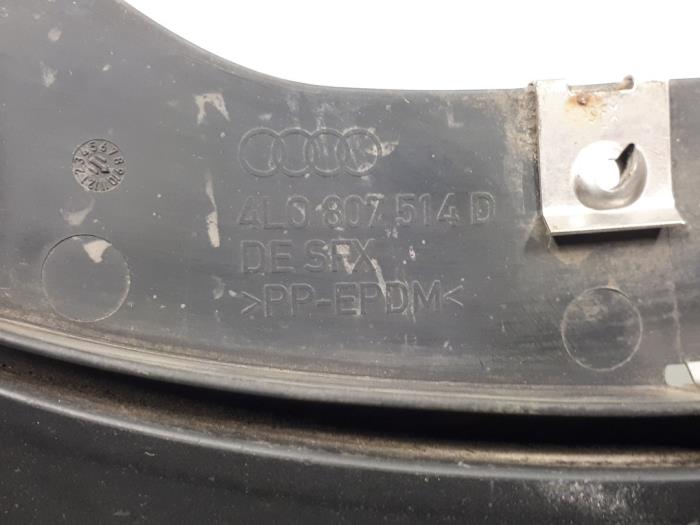 4L0 807 514 D
DE SFX
>PP-EPDM<